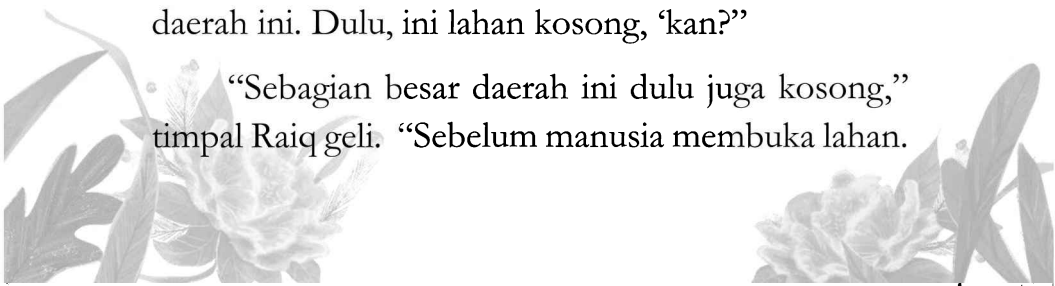 daerah ini. Dulu, ini lahan kosong, ‘kan?”
“Sebagian besar daerah ini dulu juga kosong,”
timpal Raiq geli. “Sebelum manusia membuka lahan.